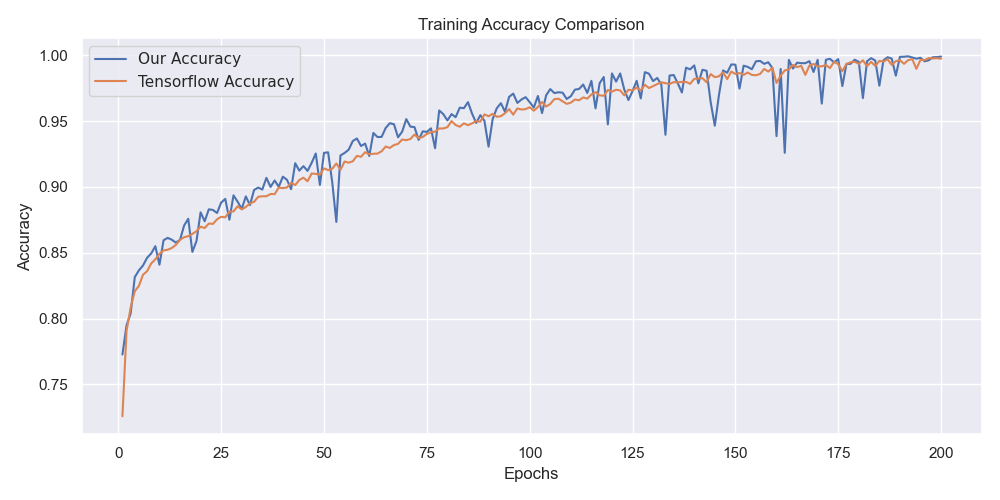 Training Accuracy Comparison
Our Accuracy
Tensorflow Accuracy
Accuracy
1.00
0.95
0.90
0.85
0.80
0.75
0 25 50 75 100 125 150 175 200
Epochs